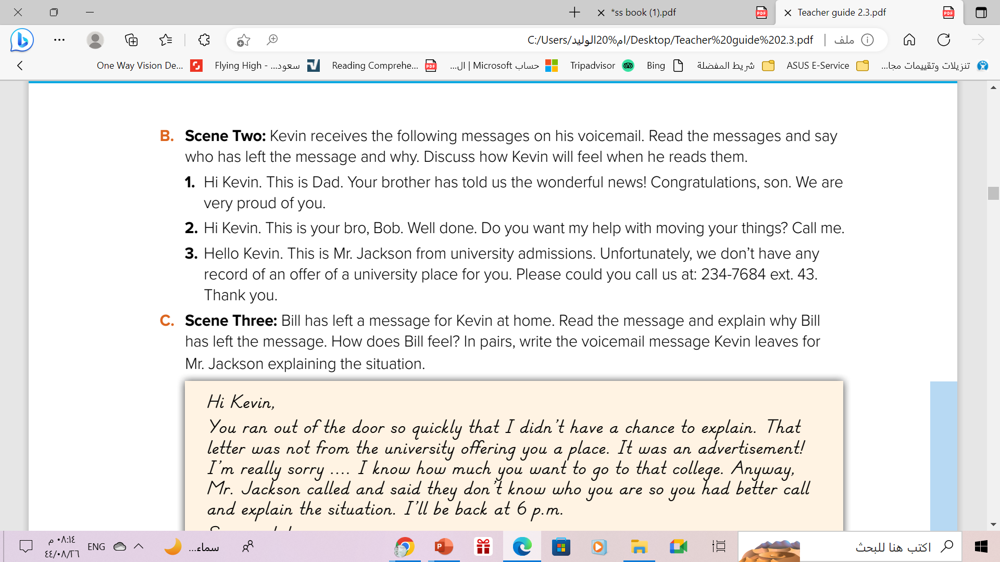 *ss book (1).pdf
Teacher guide 2.3.pdf
C:/Users/ام%20الوليد/Desktop/Teacher%20guide%202.3.pdf
ملف
One Way Vision De...
Flying High - سعود...
Reading Comprehe...
حساب Microsoft | ال...
Tripadvisor
Bing
شريط المفضلة
ASUS E-Service
تنزيلات وتقييمات مجا...
B. Scene Two: Kevin receives the following messages on his voicemail. Read the messages and say
who has left the message and why. Discuss how Kevin will feel when he reads them.
1. Hi Kevin. This is Dad. Your brother has told us the wonderful news! Congratulations, son. We are
very proud of you.
2. Hi Kevin. This is your bro, Bob. Well done. Do you want my help with moving your things? Call me.
3. Hello Kevin. This is Mr. Jackson from university admissions. Unfortunately, we don’t have any
record of an offer of a university place for you. Please could you call us at: 234-7684 ext. 43.
Thank you.
C. Scene Three: Bill has left a message for Kevin at home. Read the message and explain why Bill
has left the message. How does Bill feel? In pairs, write the voicemail message Kevin leaves for
Mr. Jackson explaining the situation.
Hi Kevin,
You ran out of the door so quickly that I didn’t have a chance to explain. That
letter was not from the university offering you a place. It was an advertisement!
I’m really sorry .... I know how much you want to go to that college. Anyway,
Mr. Jackson called and said they don’t know who you are so you had better call
and explain the situation. I’ll be back at 6 p.m.
٠٨:١٤ م
٤٤/٠٨/٢٦
ENG
سماء...
اكتب هنا للبحث